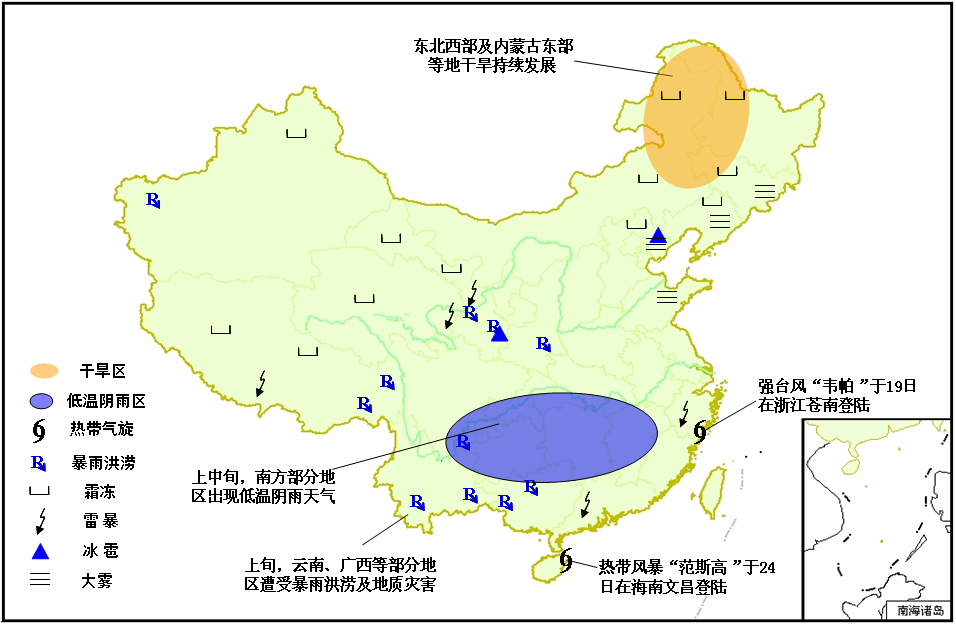 东北西部及内蒙古东部
等地干旱持续发展
强台风“韦帕”于19日
在浙江苍南登陆
干旱区
低温阴雨区
热带气旋
暴雨洪涝
霜冻
雷暴
冰雹
大雾
上中旬，南方部分地
区出现低温阴雨天气
上旬，云南、广西等部分地
区遭受暴雨洪涝及地质灾害
热带风暴“范斯高 ”于24
日在海南文昌登陆
南海诸岛